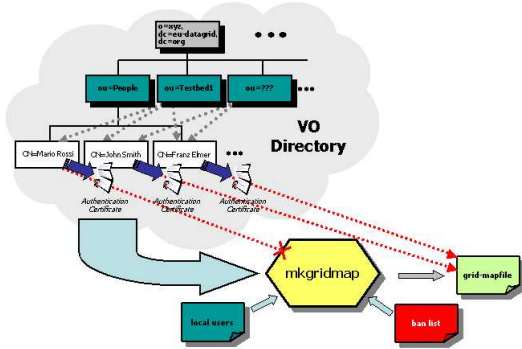 o=xyz,
dc=eu-datagrid,
dc=org
ou=People
ou=Testbed1
ou=???
VO
Directory
CN=Mario Rossi
CN=John Smith
CN=Franz Elmer
Authentication
Certificate
Authentication
Certificate
Authentication
Certificate
mkgridmap
grid-mapfile
local users
ban list